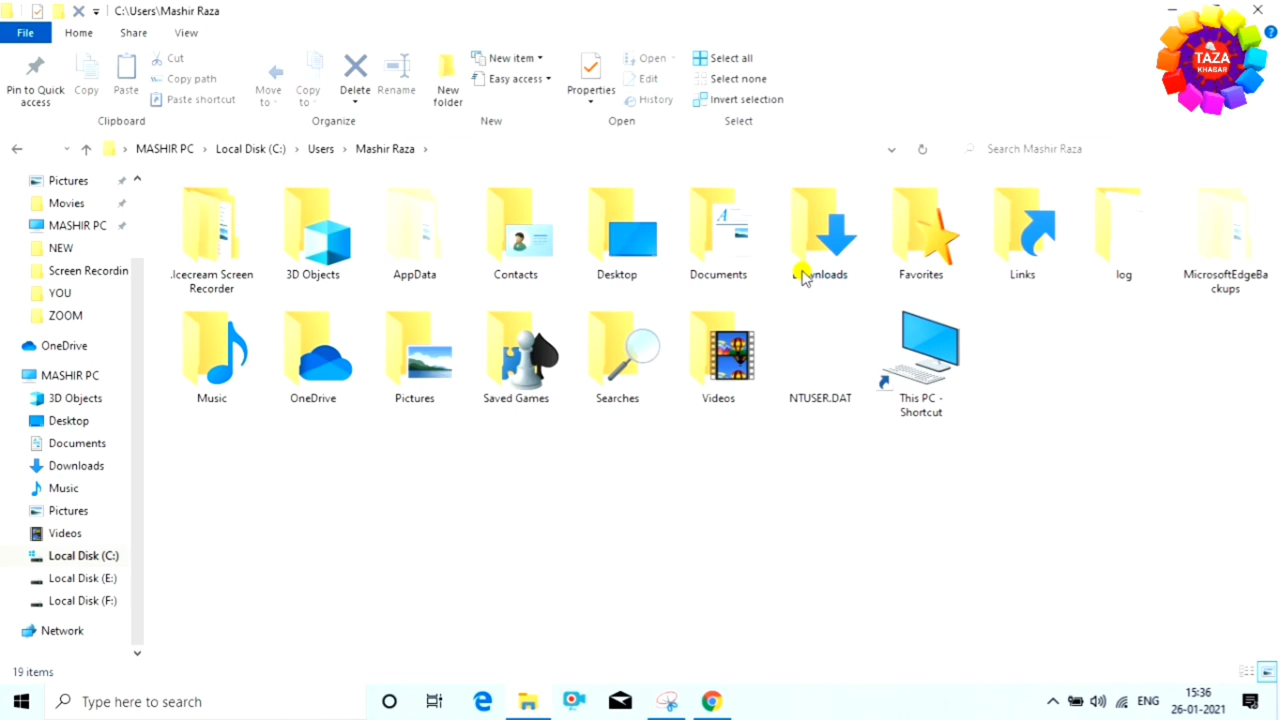 C:\Users\Mashir Raza
File Home Share View
Pin to Quick access
Copy
Paste
Cut
Copy path
Paste shortcut
Move to
Copy to
Delete
Rename
New folder
New item
Easy access
Properties
Open
Edit
History
Select all
Select none
Invert selection
Clipboard Organize New Open Select
TAZA
KHABAR
MASHIR PC Local Disk (C:) Users Mashir Raza
Search Mashir Raza
Pictures
Movies
MASHIR PC
NEW
Screen Recordin
YOU
ZOOM
OneDrive
MASHIR PC
3D Objects
Desktop
Documents
Downloads
Music
Pictures
Videos
Local Disk (C:)
Local Disk (E:)
Local Disk (F:)
Network
.Icecream Screen
Recorder
3D Objects
AppData
Contacts
Desktop
Documents
Downloads
Favorites
Links
log
MicrosoftEdgeBa
ckups
Music
OneDrive
Pictures
Saved Games
Searches
Videos
NTUSER.DAT
This PC -
Shortcut
19 items
Type here to search
ENG
15:36
26-01-2021